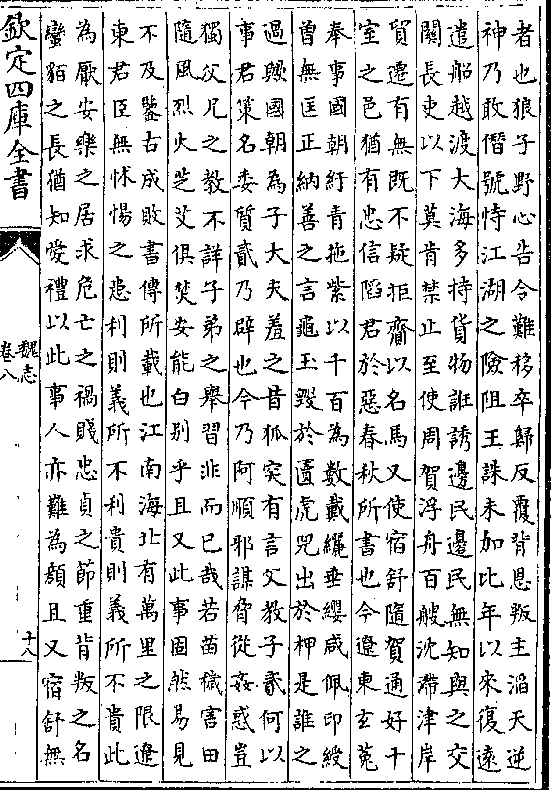 者也狼子野心告令難移卒歸反覆背恩叛主滔天逆
神乃敢僭號恃江湖之險阻王誅未加比年以來復遠
遣船越渡大海多持貨物誑誘邊民邊民無知與之交
關長吏以下莫肯禁止至使周賀浮舟百艘沈滯津岸
貿遷有無既不疑拒齎以名馬又使宿舒隨賀通好十
室之邑猶有忠信陷君於惡春秋所書也今遼東玄菟
奉事國朝紆青拖紫以千百為數戴繩垂纓咸佩印綬
曽無匡正納善之言龜玉毀於匵虎兕出於柙是誰之
過歟國朝為子大夫羞之昔狐突有言父教子貳何以
事君策名委質貳乃辟也今乃阿順邪謀脅從姦惑豈
獨父兄之教不詳子弟之舉習非而已哉若苗穢害田
隨風烈火芝艾俱焚安能白别乎且又此事固然易見
不及鑒古成敗書傳所載也江南海北有萬里之限遼
東君臣無怵惕之患利則義所不利貴則義所不貴此
為厭安樂之居求危亡之禍賤忠貞之節重背叛之名
蠻貊之長猶知愛禮以此事人亦難為顔且又宿舒無
欽定四庫全書
魏志
卷八
十八